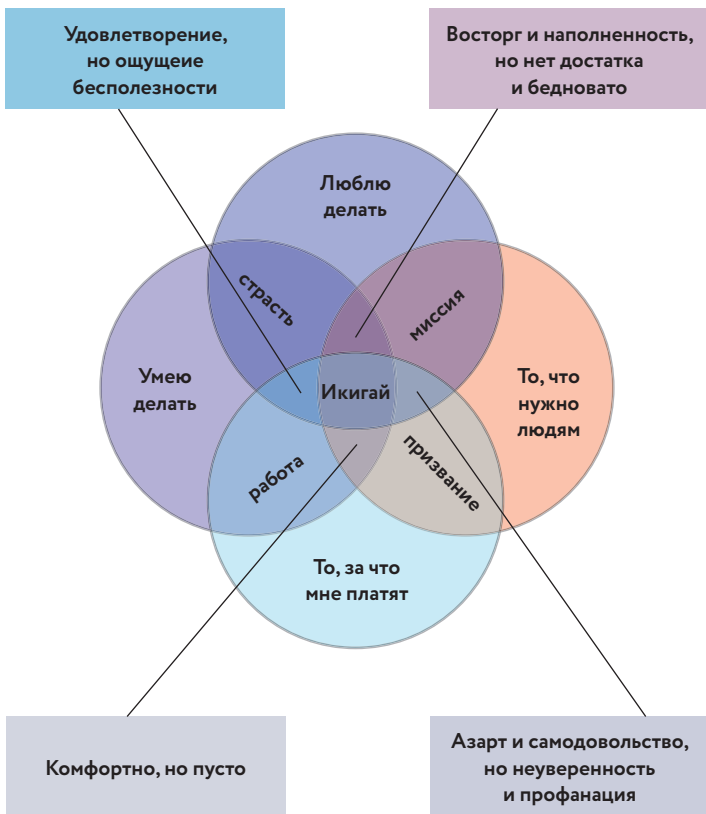 Удовлетворение,
но ощущеие
бесполезности
Восторг и наполненность,
но нет достатка
и бедновато
Люблю
делать
страсть
миссия
Умею
делать
Икигай
То, что
нужно
людям
работа
призвание
То, за что
мне платят
Комфортно, но пусто
Азарт и самодовольство,
но неуверенность
и профанация